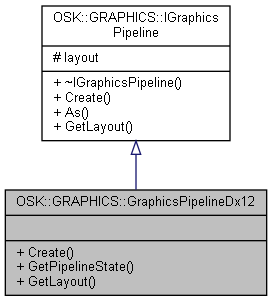 OSK::GRAPHICS::IGraphics
Pipeline
# layout
+ ~IGraphicsPipeline()
+ Create()
+ As()
+ GetLayout()
OSK::GRAPHICS::GraphicsPipelineDx12
+ Create()
+ GetPipelineState()
+ GetLayout()